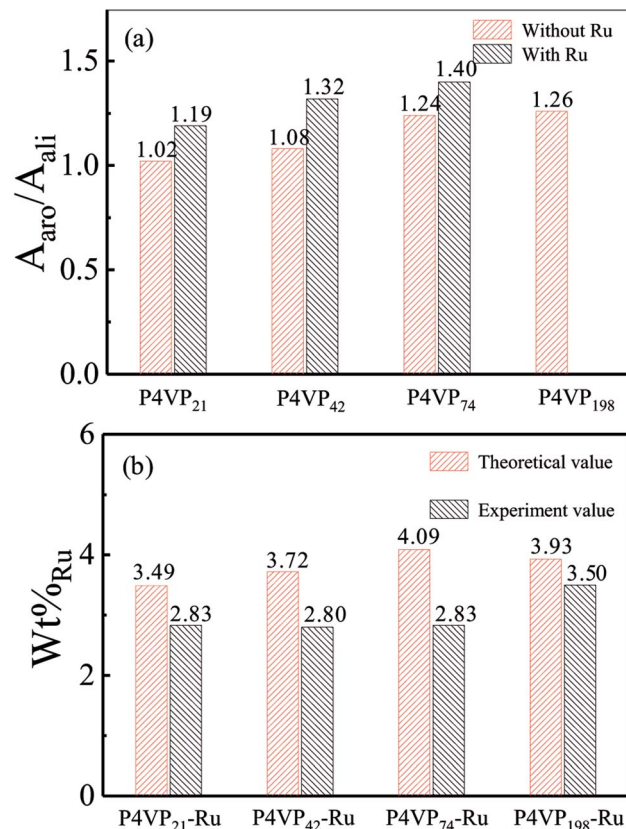 (a)
Without Ru
With Ru
A_aro/A_ali
1.5
1.0
0.5
0.0
1.02
1.19
1.08
1.32
1.24
1.40
1.26
P4VP₂₁
P4VP₄₂
P4VP₇₄
P4VP₁₉₈
(b)
Theoretical value
Experiment value
Wt%_Ru
6
4
2
0
3.49
2.83
3.72
2.80
4.09
2.83
3.93
3.50
P4VP₂₁-Ru
P4VP₄₂-Ru
P4VP₇₄-Ru
P4VP₁₉₈-Ru